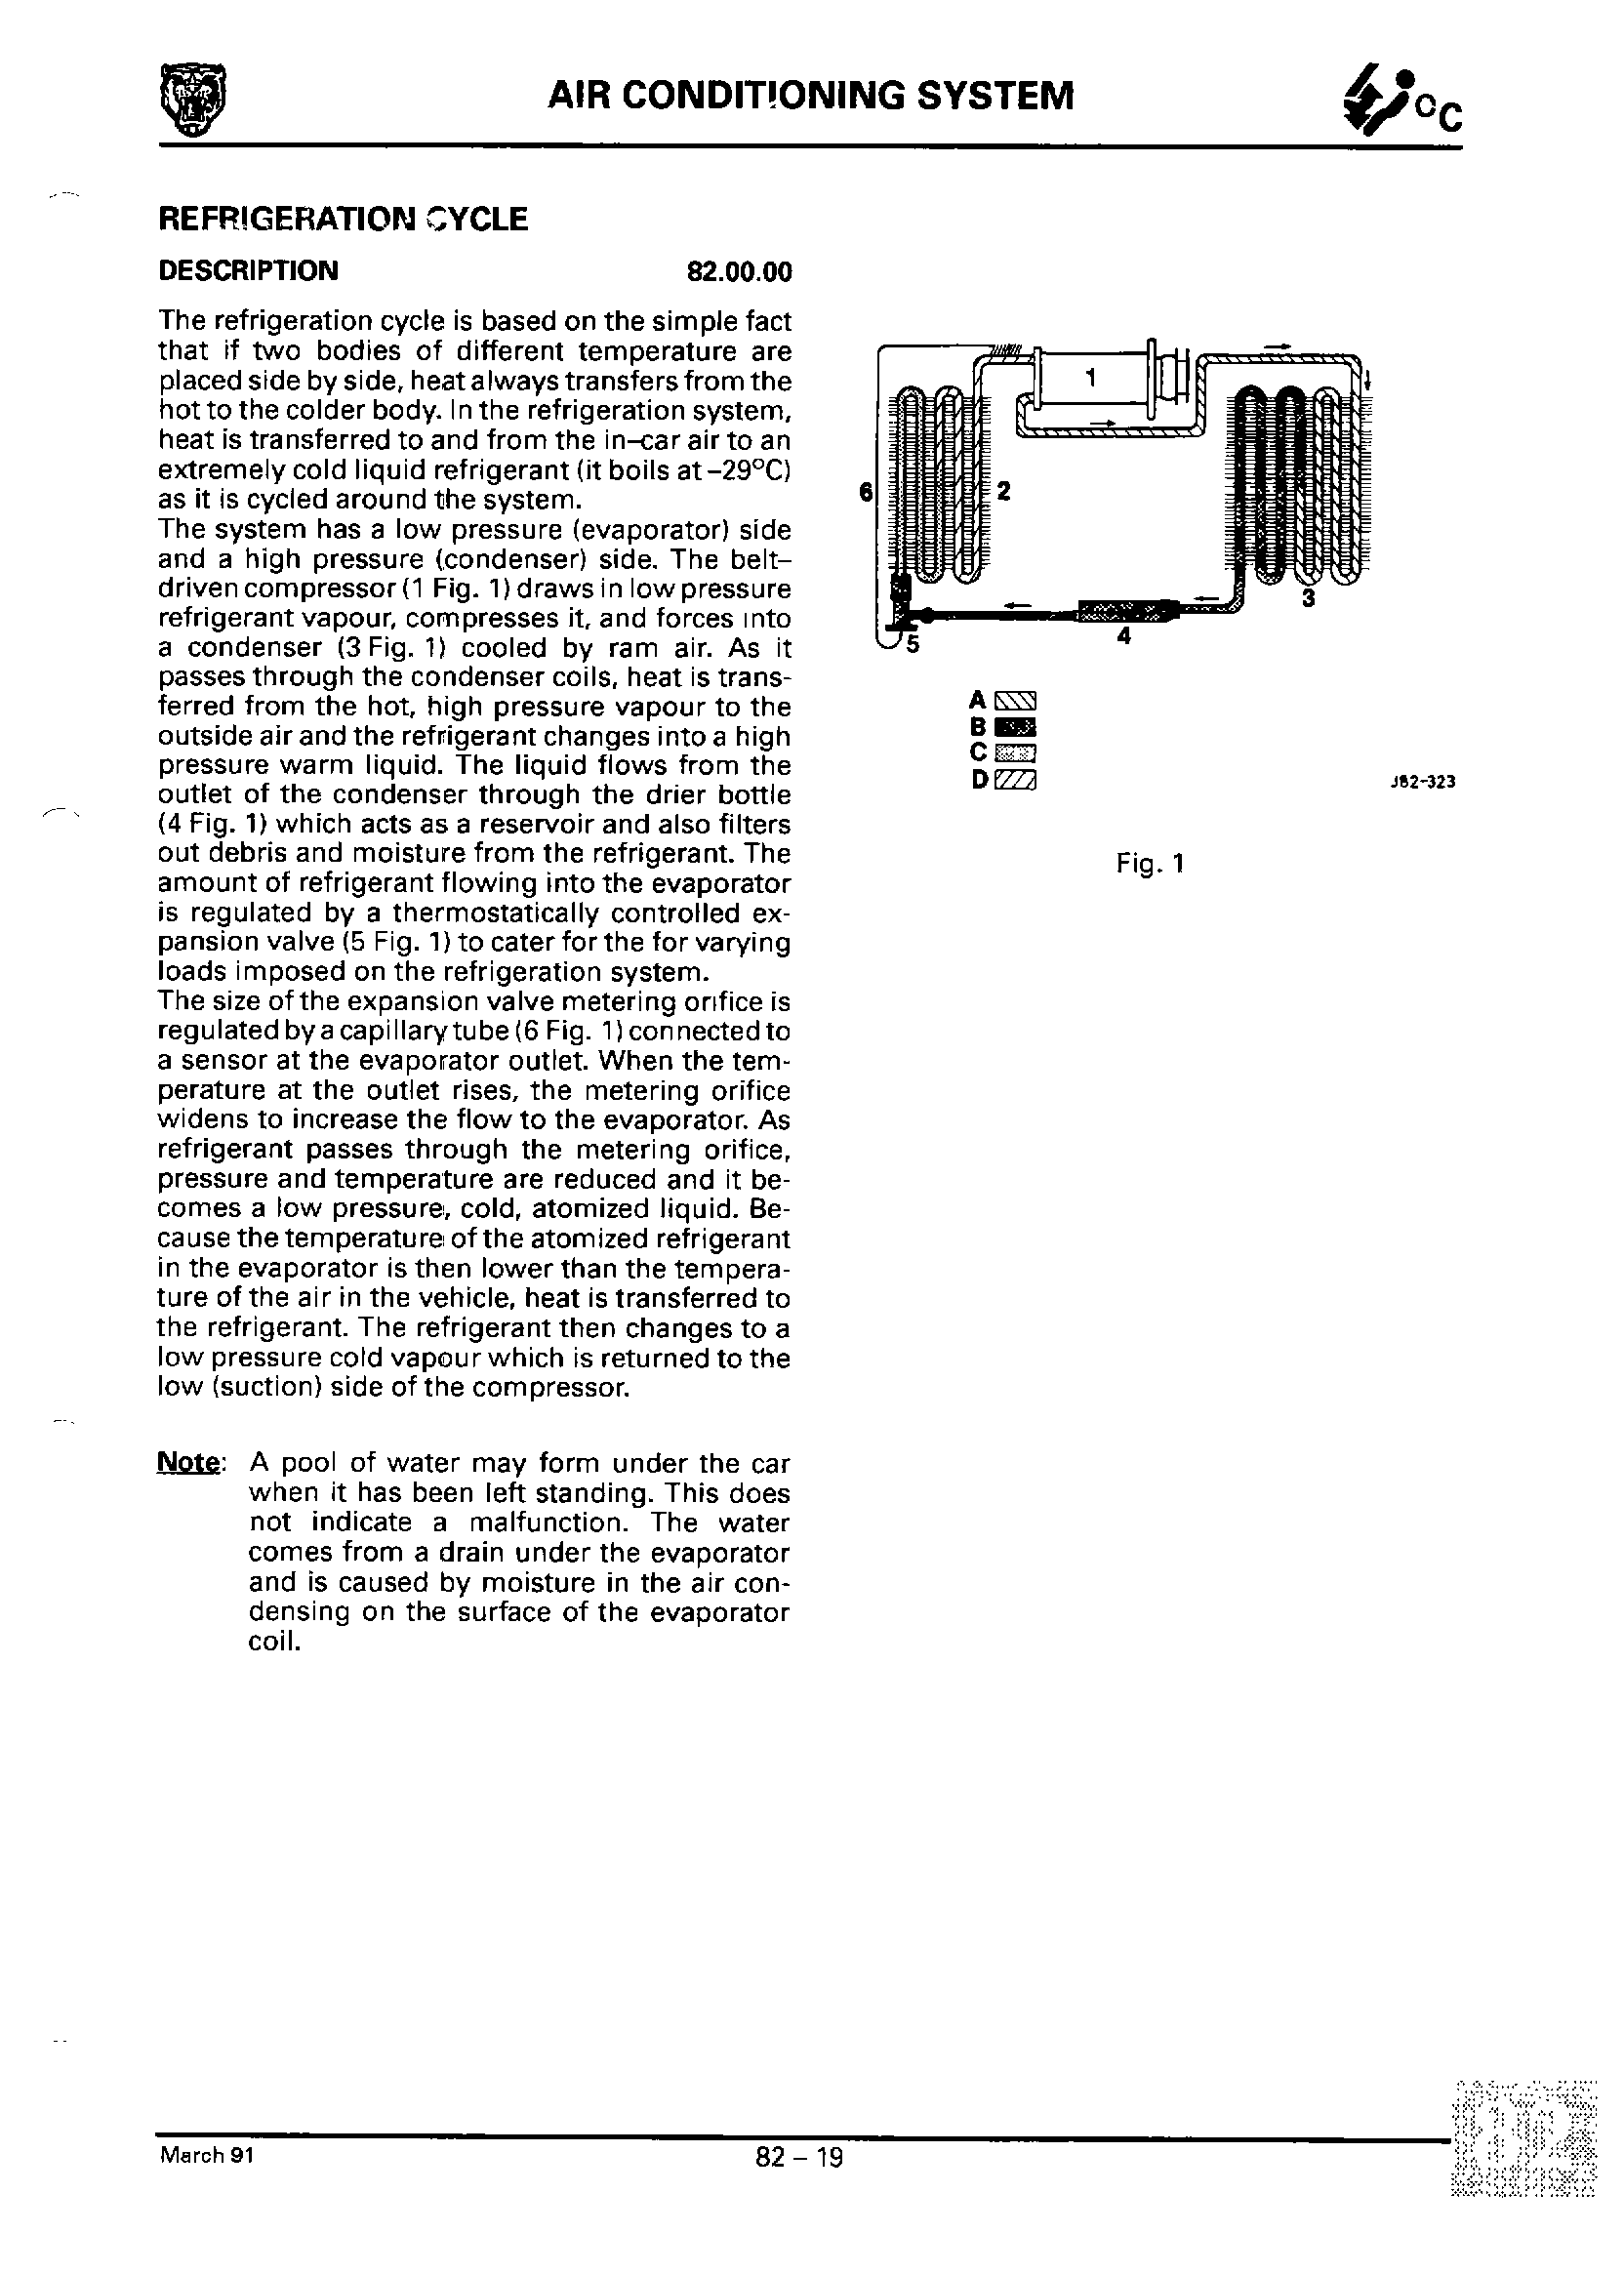 AIR CONDITIONING SYSTEM
°C
REFRIGERATION CYCLE
DESCRIPTION 82.00.00
The refrigeration cycle is based on the simple fact
that if two bodies of different temperature are
placed side by side, heat always transfers from the
hot to the colder body. In the refrigeration system,
heat is transferred to and from the in-car air to an
extremely cold liquid refrigerant (it boils at -29°C)
as it is cycled around the system.
The system has a low pressure (evaporator) side
and a high pressure (condenser) side. The belt-
driven compressor (1 Fig. 1) draws in low pressure
refrigerant vapour, compresses it, and forces into
a condenser (3 Fig. 1) cooled by ram air. As it
passes through the condenser coils, heat is trans-
ferred from the hot, high pressure vapour to the
outside air and the refrigerant changes into a high
pressure warm liquid. The liquid flows from the
outlet of the condenser through the drier bottle
(4 Fig. 1) which acts as a reservoir and also filters
out debris and moisture from the refrigerant. The
amount of refrigerant flowing into the evaporator
is regulated by a thermostatically controlled ex-
pansion valve (5 Fig. 1) to cater for the for varying
loads imposed on the refrigeration system.
The size of the expansion valve metering orifice is
regulated by a capillary tube (6 Fig. 1) connected to
a sensor at the evaporator outlet. When the tem-
perature at the outlet rises, the metering orifice
widens to increase the flow to the evaporator. As
refrigerant passes through the metering orifice,
pressure and temperature are reduced and it be-
comes a low pressure, cold, atomized liquid. Be-
cause the temperature of the atomized refrigerant
in the evaporator is then lower than the tempera-
ture of the air in the vehicle, heat is transferred to
the refrigerant. The refrigerant then changes to a
low pressure cold vapour which is returned to the
low (suction) side of the compressor.
Note: A pool of water may form under the car
when it has been left standing. This does
not indicate a malfunction. The water
comes from a drain under the evaporator
and is caused by moisture in the air con-
densing on the surface of the evaporator
coil.
1
6 2
3
4
5
A
B
C
D
J82-323
Fig. 1
82
March 91 82 – 19